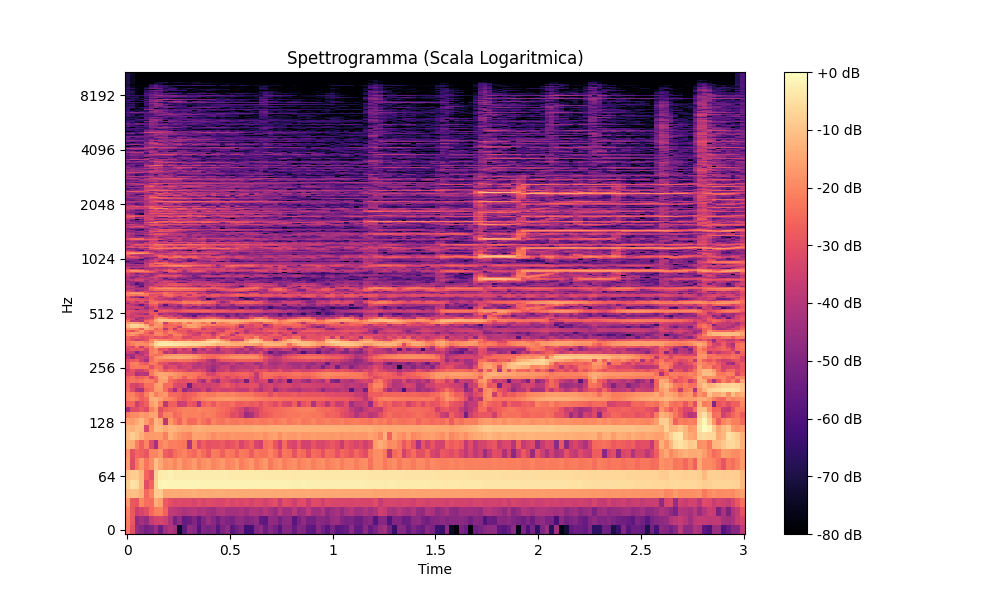 Spettrogramma (Scala Logaritmica)
8192
4096
2048
1024
512
256
128
64
0
Hz
0
0.5
1
1.5
2
2.5
3
Time
+0 dB
-10 dB
-20 dB
-30 dB
-40 dB
-50 dB
-60 dB
-70 dB
-80 dB